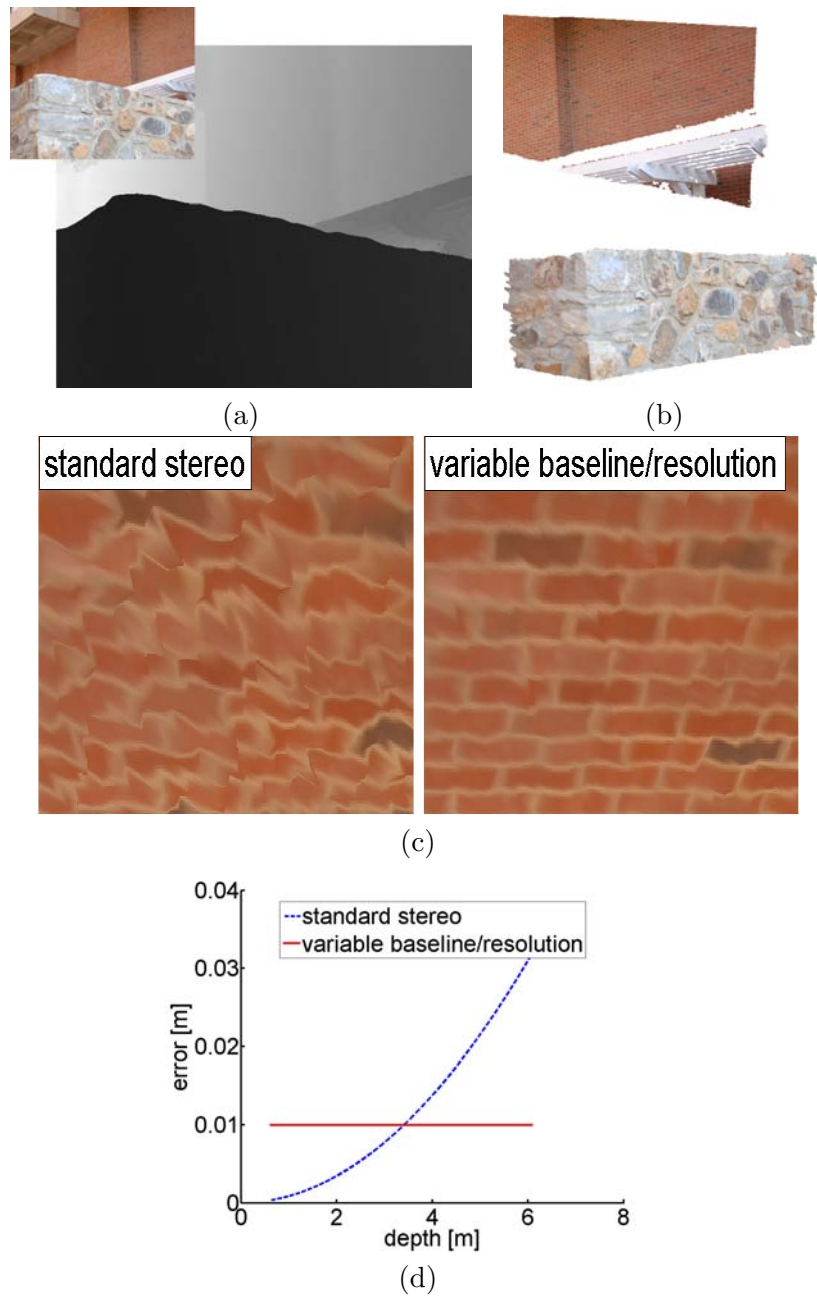 (a)
(b)
standard stereo
variable baseline/resolution
(c)
0.04
0.03
0.02
0.01
0
error [m]
standard stereo
variable baseline/resolution
0
2
4
6
8
depth [m]
(d)